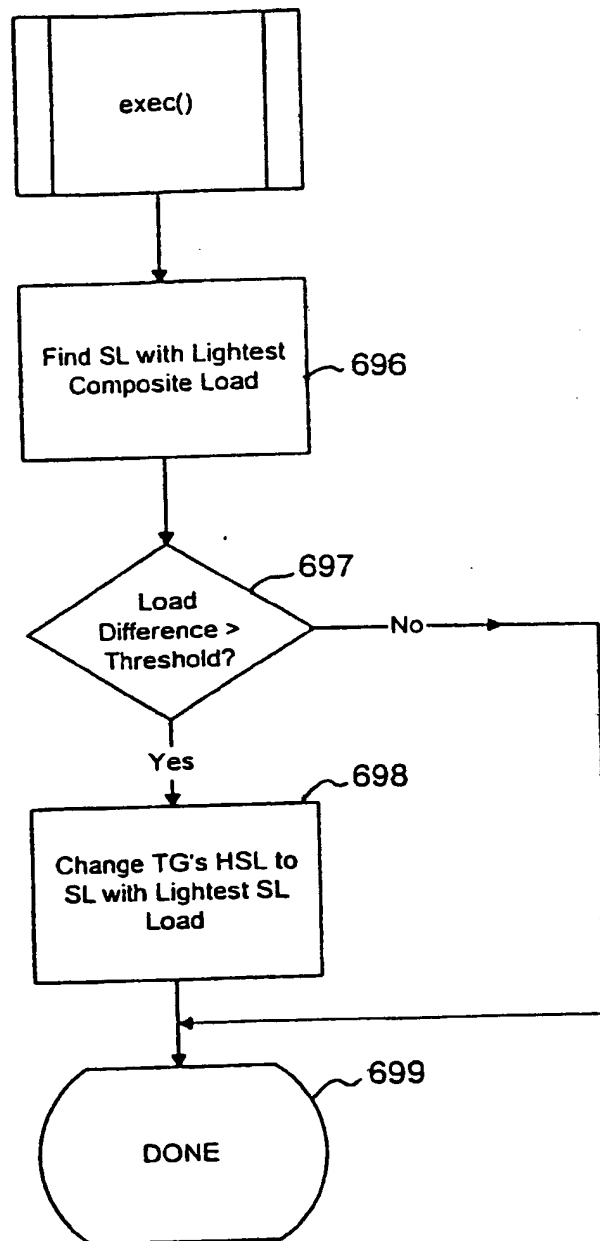 exec()
Find SL with Lightest
Composite Load
696
697
Load
Difference >
Threshold?
No
Yes
698
Change TG's HSL to
SL with Lightest SL
Load
699
DONE